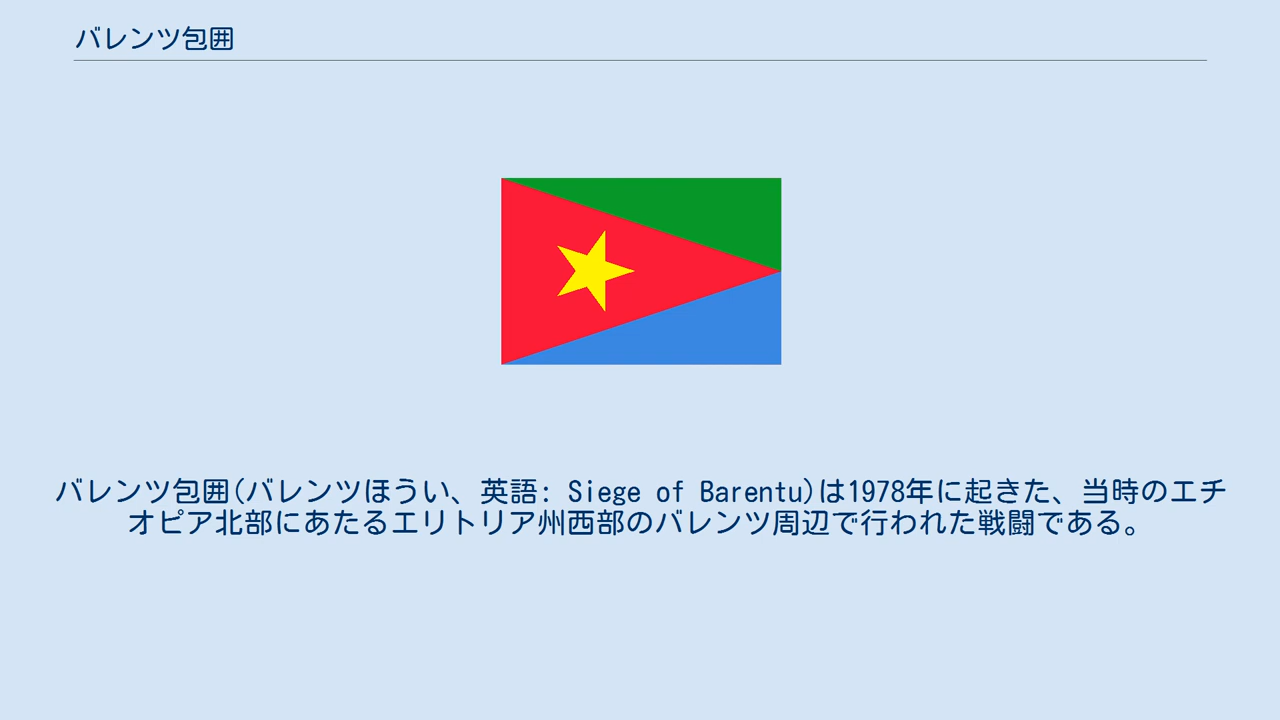 バレンツ包囲
バレンツ包囲(バレンツほうい、英語: Siege of Barentu)は1978年に起きた、当時のエチ
オピア北部にあたるエリトリア州西部のバレンツ周辺で行われた戦闘である。